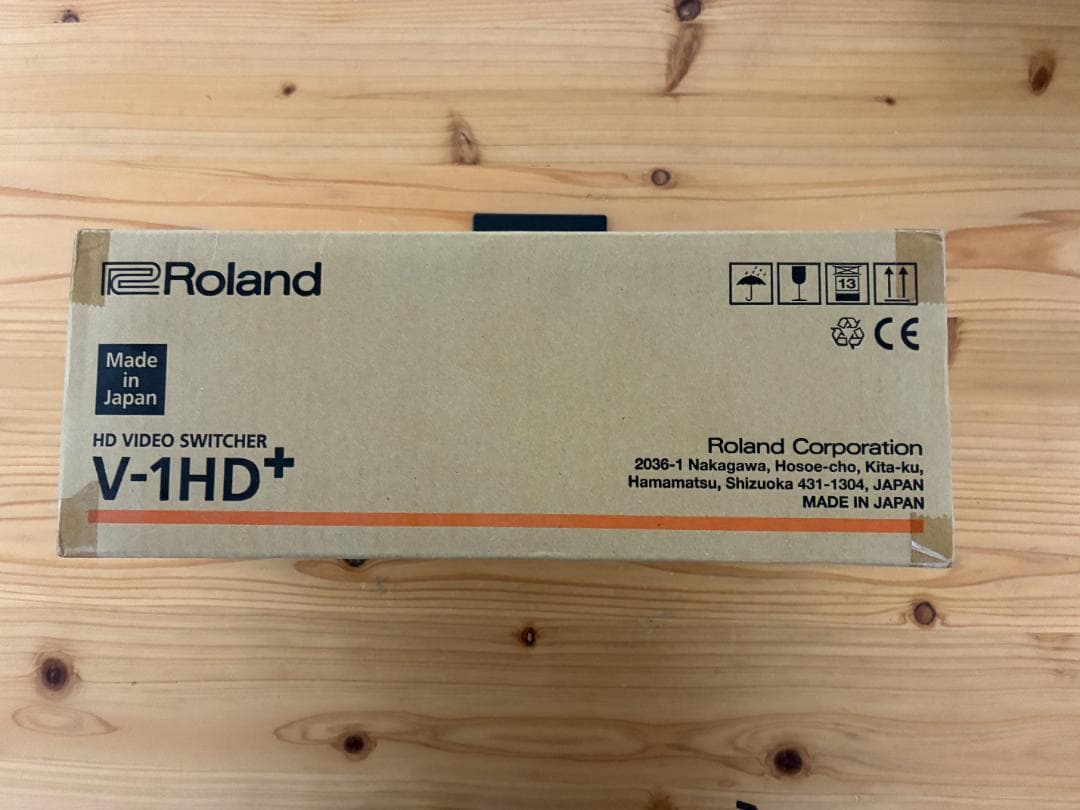 Roland
13
Made
in
Japan
CE
HD VIDEO SWITCHER
V-1HD+
Roland Corporation
2036-1 Nakagawa, Hosoe-cho, Kita-ku,
Hamamatsu, Shizuoka 431-1304, JAPAN
MADE IN JAPAN